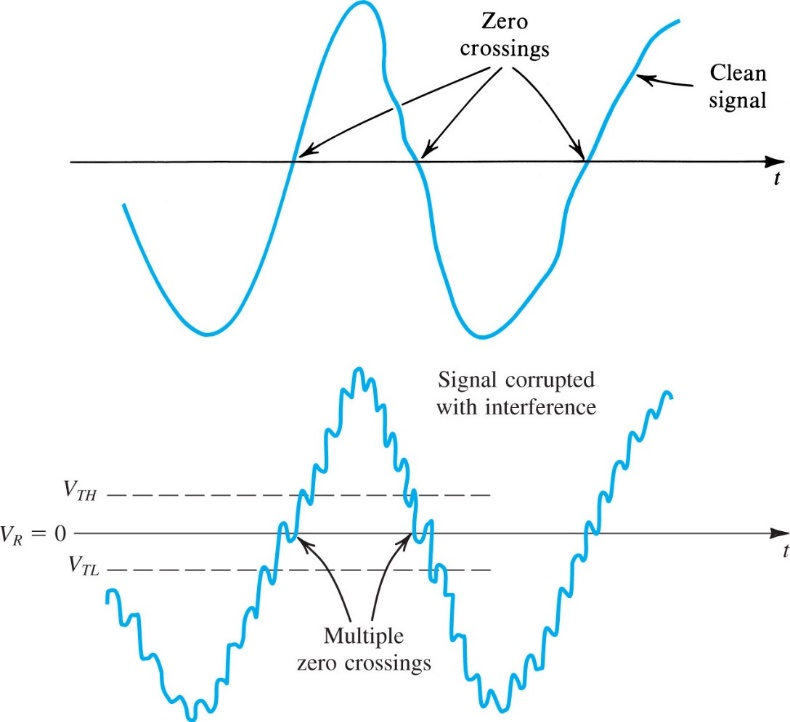 Zero
crossings
Clean
signal
t
Signal corrupted
with interference
V_TH
V_R = 0
t
V_TL
Multiple
zero crossings